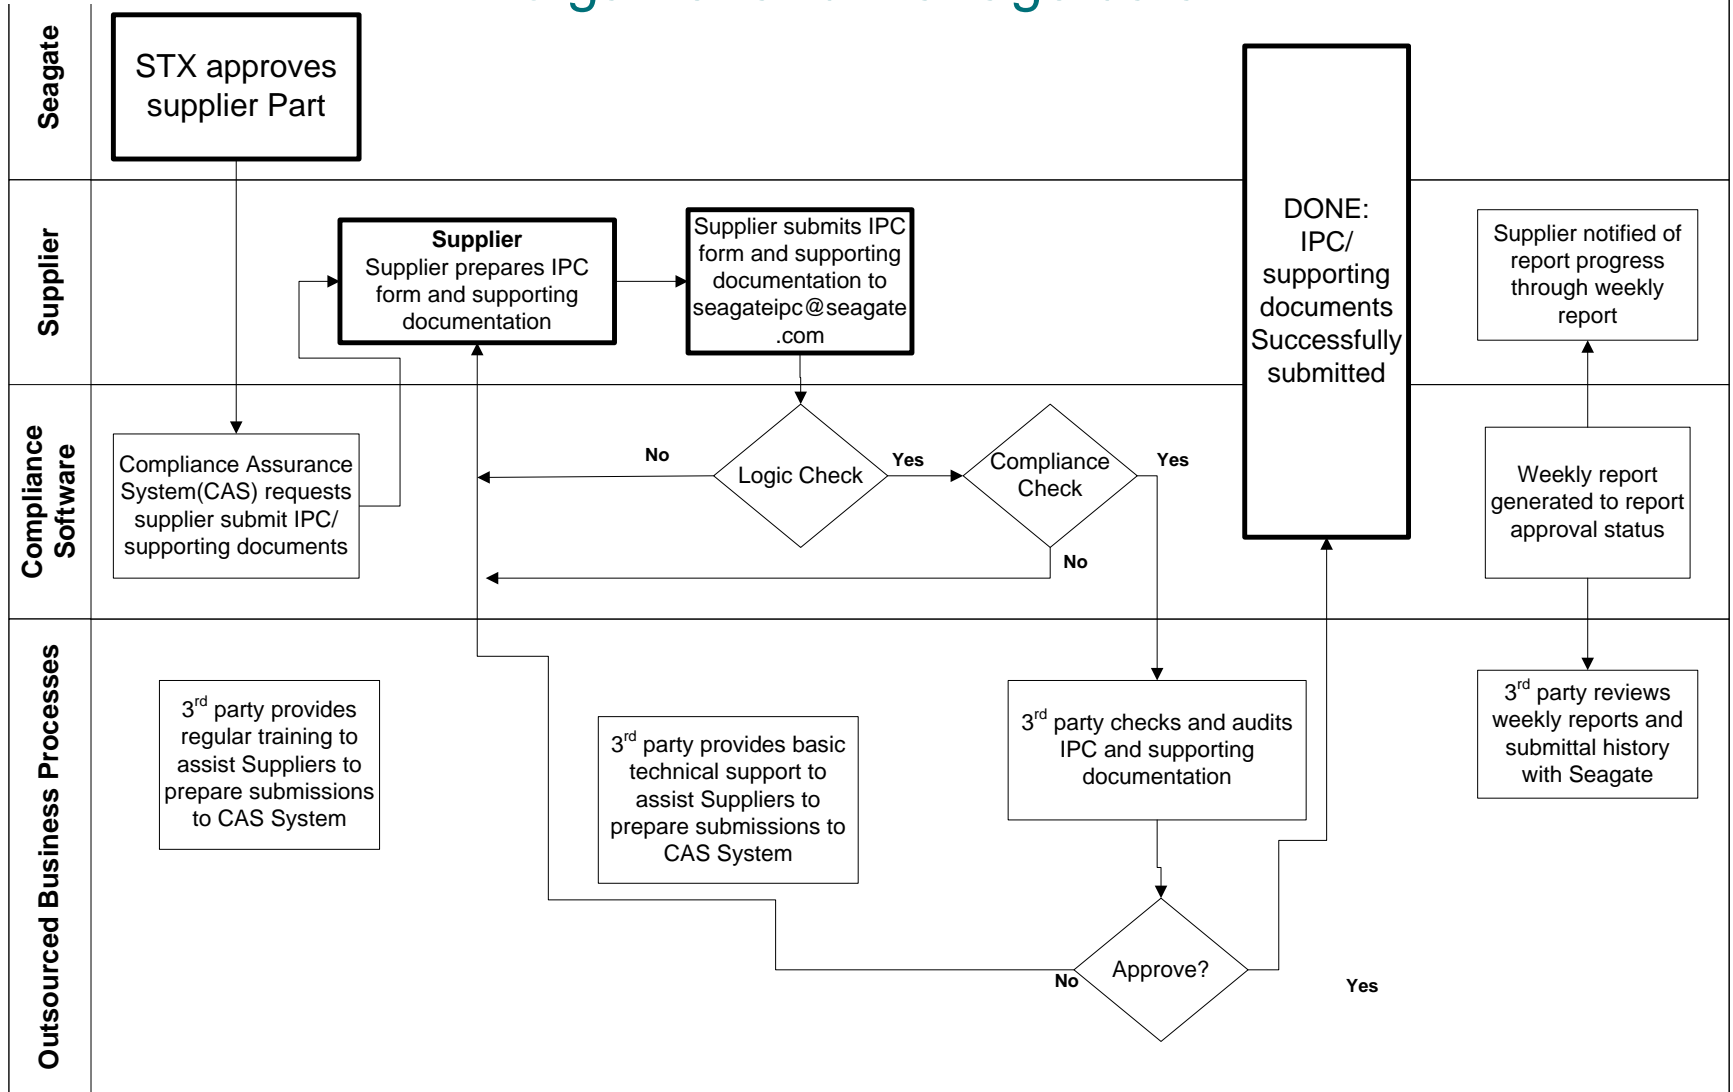 Seagate
STX approves
supplier Part
Supplier
Supplier
Supplier prepares IPC
form and supporting
documentation
Supplier submits IPC
form and supporting
documentation to
seagateipc@seagate
.com
DONE:
IPC/
supporting
documents
Successfully
submitted
Supplier notified of
report progress
through weekly
report
Compliance
Software
Compliance Assurance
System(CAS) requests
supplier submit IPC/
supporting documents
No
Logic Check
Yes
Compliance
Check
Yes
No
Weekly report
generated to report
approval status
Outsourced Business Processes
3rd party provides
regular training to
assist Suppliers to
prepare submissions
to CAS System
3rd party provides basic
technical support to
assist Suppliers to
prepare submissions to
CAS System
3rd party checks and audits
IPC and supporting
documentation
3rd party reviews
weekly reports and
submittal history
with Seagate
No
Approve?
Yes